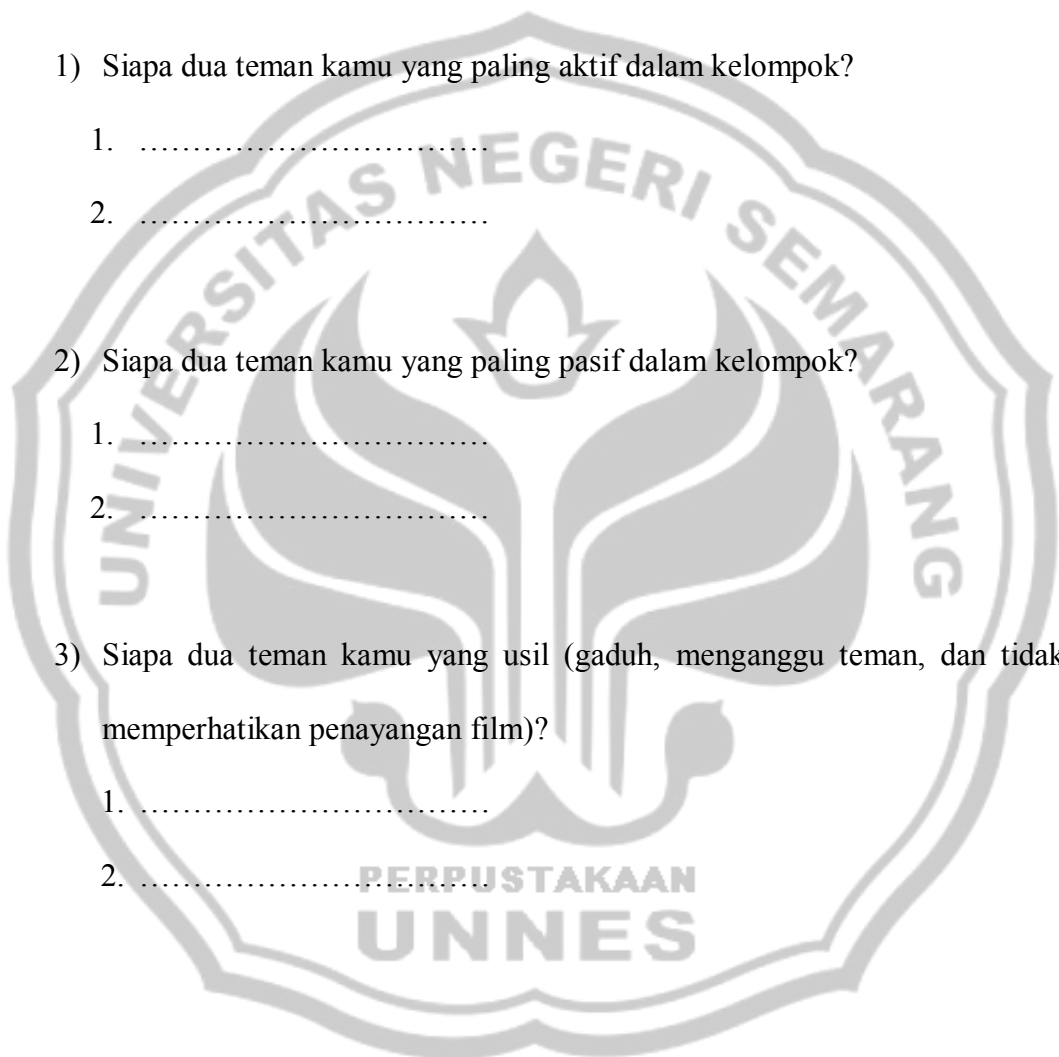 1) Siapa dua teman kamu yang paling aktif dalam kelompok?
1. ……………………………
2. ……………………………
2) Siapa dua teman kamu yang paling pasif dalam kelompok?
1. ……………………………
2. ……………………………
3) Siapa dua teman kamu yang usil (gaduh, menganggu teman, dan tidak
memperhatikan penayangan film)?
1. ……………………………
2. ……………………………
UNIVERSITAS NEGERI SEMARANG
PERPUSTAKAAN
UNNES